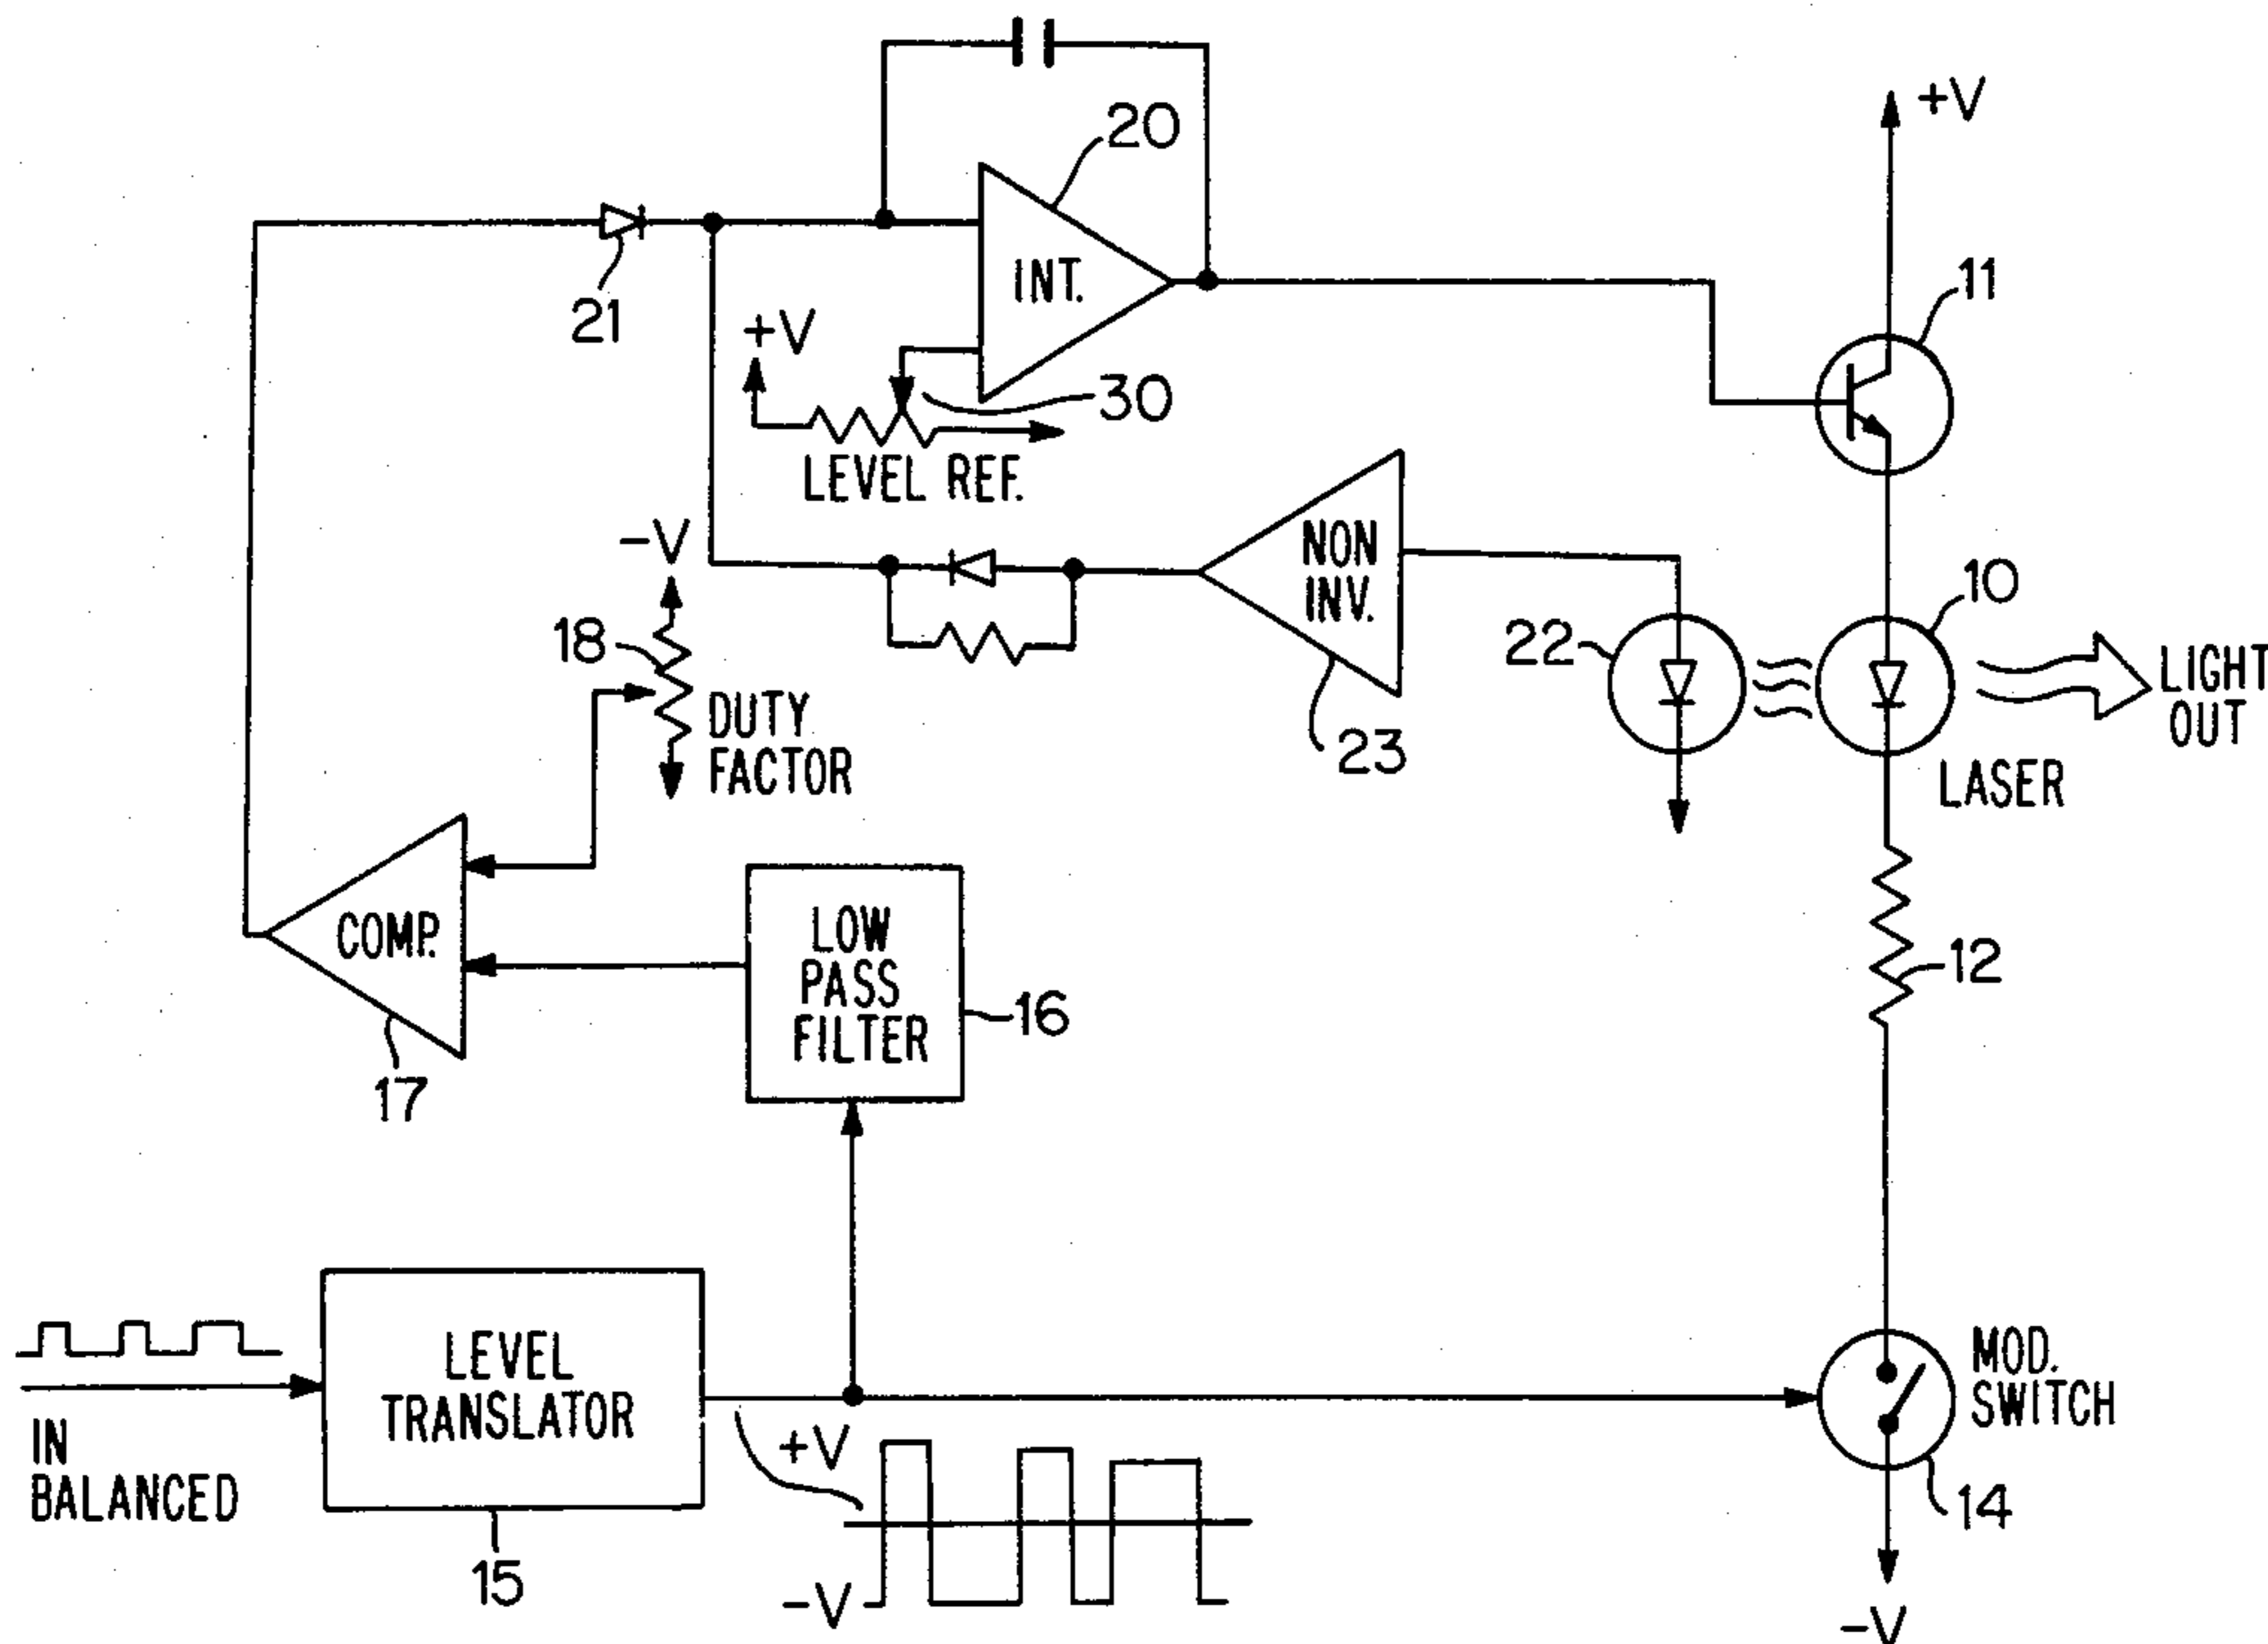 20
+V
11
INT.
21
+V
30
LEVEL REF.
-V
NON
INV.
10
18
22
LIGHT
OUT
DUTY
FACTOR
23
LASER
COMP.
LOW
PASS
FILTER
12
16
17
LEVEL
TRANSLATOR
MOD.
SWITCH
IN
BALANCED
+V
14
15
-V
-V